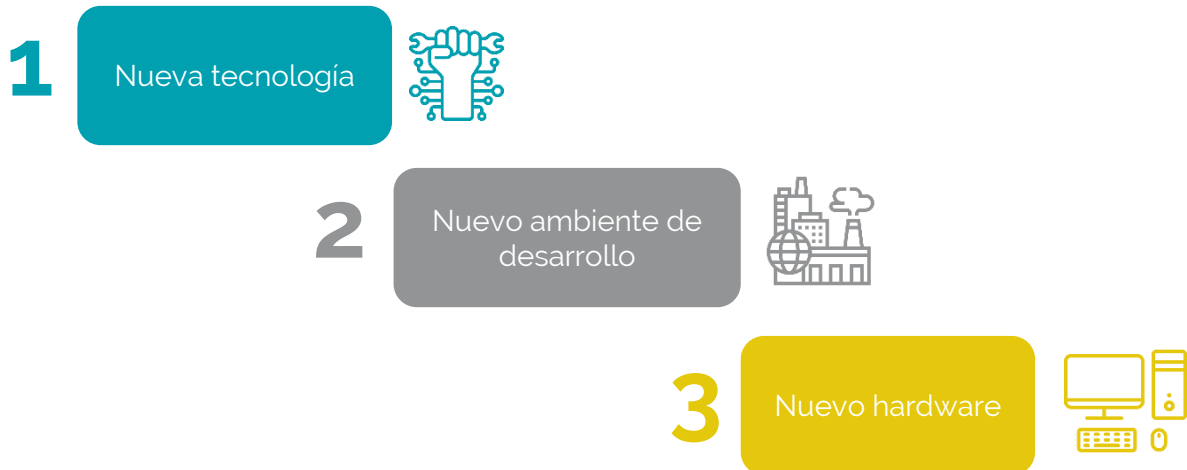 1
Nueva tecnología
2
Nuevo ambiente de
desarrollo
3
Nuevo hardware